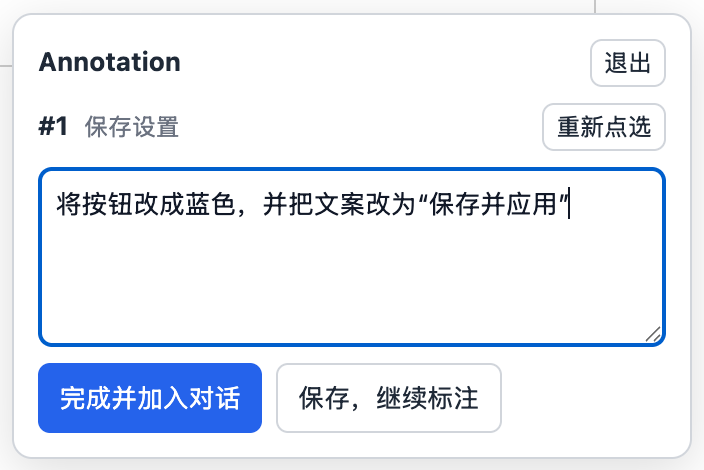 Annotation
退出
#1 保存设置
重新点选
将按钮改成蓝色，并把文案改为“保存并应用”
完成并加入对话
保存，继续标注